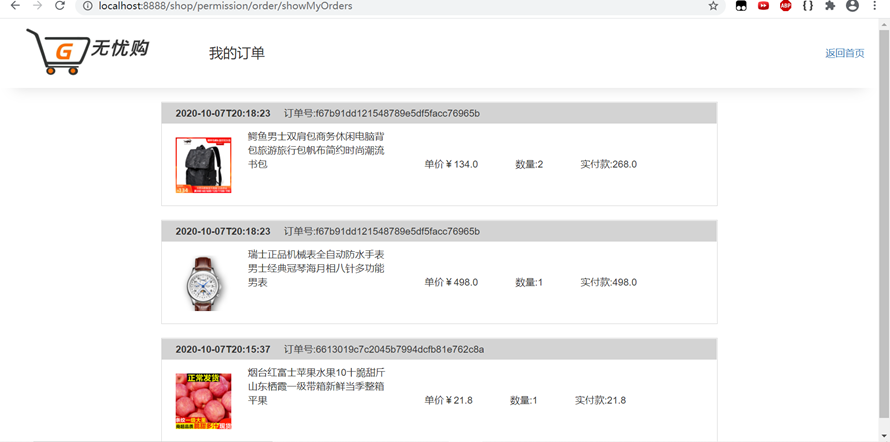 localhost:8888/shop/permission/order/showMyOrders
ABP
G
无忧购
我的订单
返回首页
2020-10-07T20:18:23 订单号:f67b91dd121548789e5df5facc76965b
鳄鱼男士双肩包商务休闲电脑背
包旅游旅行包帆布简约时尚潮流
书包
单价￥134.0 数量:2 实付款:268.0
2020-10-07T20:18:23 订单号:f67b91dd121548789e5df5facc76965b
瑞士正品机械表全自动防水手表
男士经典冠琴海月相八针多功能
男表
单价￥498.0 数量:1 实付款:498.0
2020-10-07T20:15:37 订单号:6613019c7c2045b7994dcfb81e762c8a
正常发货
烟台红富士苹果水果10十脆甜斤
山东栖霞一级带箱新鲜当季整箱
平果
单价￥21.8 数量:1 实付款:21.8